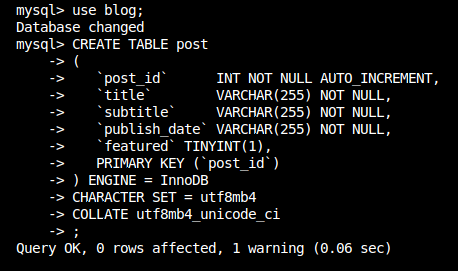 mysql> use blog;
Database changed
mysql> CREATE TABLE post
    -> (
    ->    `post_id`      INT NOT NULL AUTO_INCREMENT,
    ->    `title`        VARCHAR(255) NOT NULL,
    ->    `subtitle`     VARCHAR(255) NOT NULL,
    ->    `publish_date` VARCHAR(255) NOT NULL,
    ->    `featured` TINYINT(1),
    ->    PRIMARY KEY (`post_id`)
    -> ) ENGINE = InnoDB
    -> CHARACTER SET = utf8mb4
    -> COLLATE utf8mb4_unicode_ci
    -> ;
Query OK, 0 rows affected, 1 warning (0.06 sec)